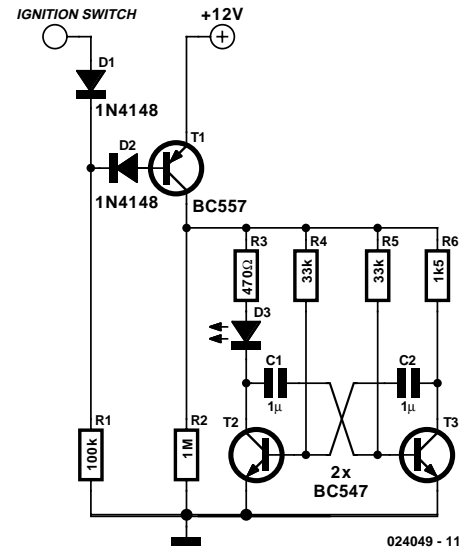 IGNITION SWITCH
+12V
D1
1N4148
D2
T1
1N4148
BC557
R3
R4
R5
R6
470Ω
33k
33k
1k5
D3
C1
C2
1µ
1µ
R1
R2
T2
T3
100k
1M
2x
BC547
024049 - 11